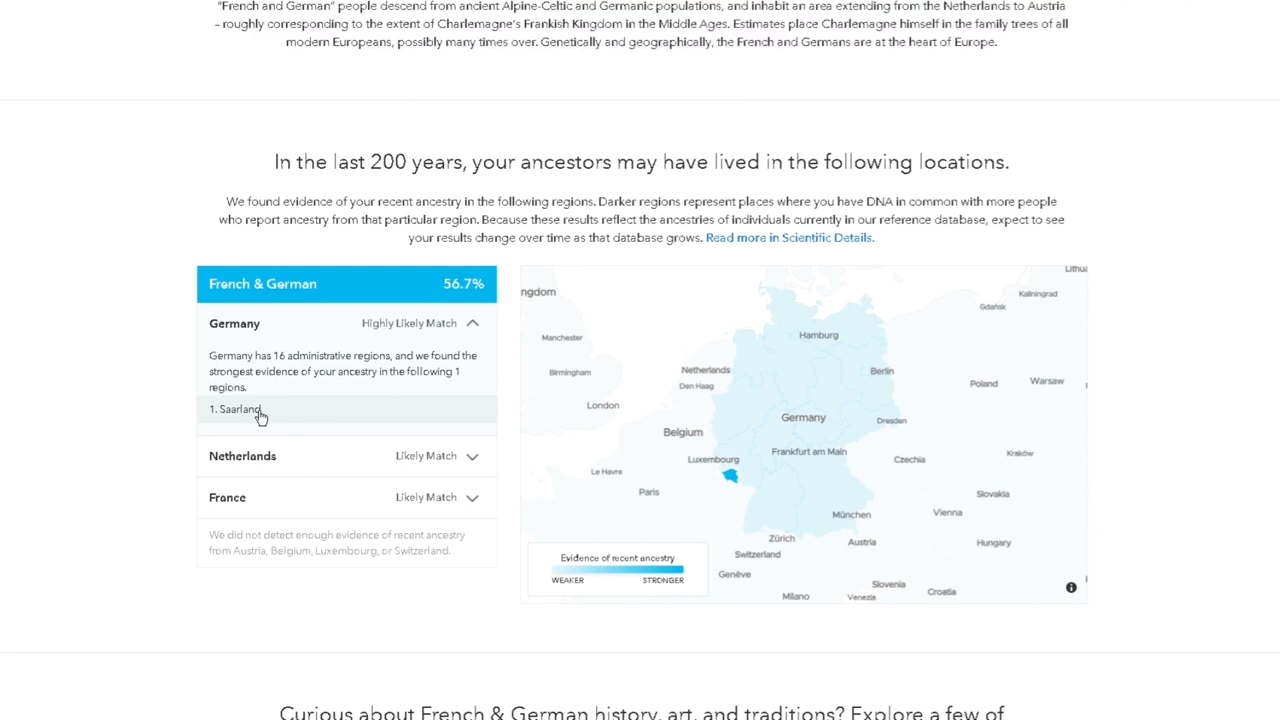 “French and German” people descend from ancient Alpine-Celtic and Germanic populations, and inhabit an area extending from the Netherlands to Austria
– roughly corresponding to the extent of Charlemagne’s Frankish Kingdom in the Middle Ages. Estimates place Charlemagne himself in the family trees of all
modern Europeans, possibly many times over. Genetically and geographically, the French and Germans are at the heart of Europe.
In the last 200 years, your ancestors may have lived in the following locations.
We found evidence of your recent ancestry in the following regions. Darker regions represent places where you have DNA in common with more people
who report ancestry from that particular region. Because these results reflect the ancestries of individuals currently in our reference database, expect to see
your results change over time as that database grows. Read more in Scientific Details.
French & German 56.7%
Germany Highly Likely Match
Germany has 16 administrative regions, and we found the
strongest evidence of your ancestry in the following 1
regions.
1. Saarland
Netherlands Likely Match
France Likely Match
We did not detect enough evidence of recent ancestry
from Austria, Belgium, Luxembourg, or Switzerland.
Lithua
ngdom
Kaliningrad
Gdańsk
Manchester
Hamburg
Birmingham
Netherlands
Berlin
Den Haag
Poland
Warsaw
London
Germany
Dresden
Belgium
Luxembourg
Frankfurt am Main
Czechia
Kraków
Le Havre
Paris
Slovakia
München
Vienna
Zürich
Austria
Hungary
Switzerland
Genève
Slovenia
Croatia
Milano
Venezia
Evidence of recent ancestry
WEAKER STRONGER
Curious about French & German history, art, and traditions? Explore a few of